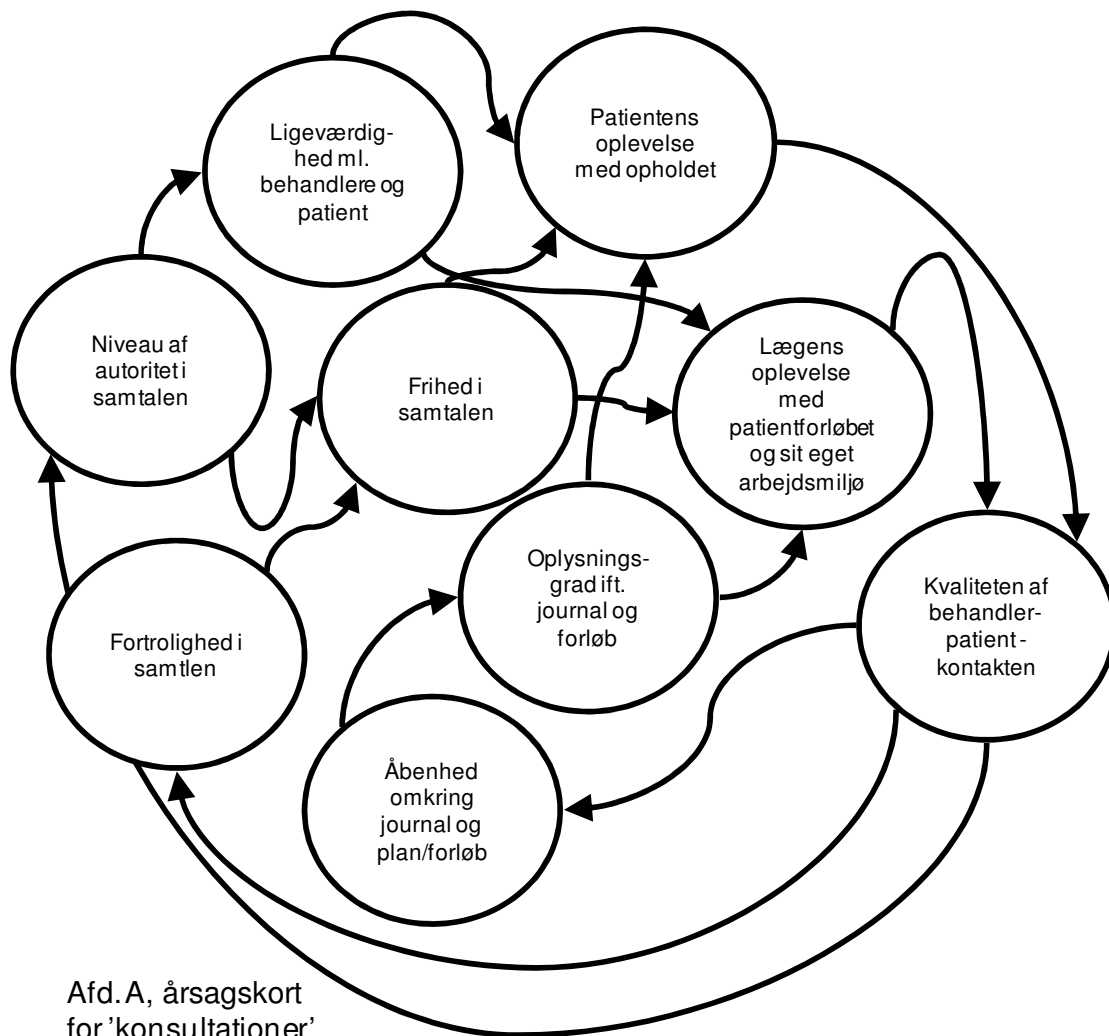 Ligeværdig-
hed ml.
behandlere og
patient
Patientens
oplevelse
med opholdet
Niveau af
autoritet i
samtalen
Frihed i
samtalen
Lægens
oplevelse
med
patientforløbet
og sit eget
arbejdsmiljø
Fortrolighed i
samtlen
Oplysnings-
grad ift.
journal og
forløb
Kvaliteten af
behandler-
patient-
kontakten
Åbenhed
omkring
journal og
plan/forløb
Afd. A, årsagskort
for 'konsultationer'